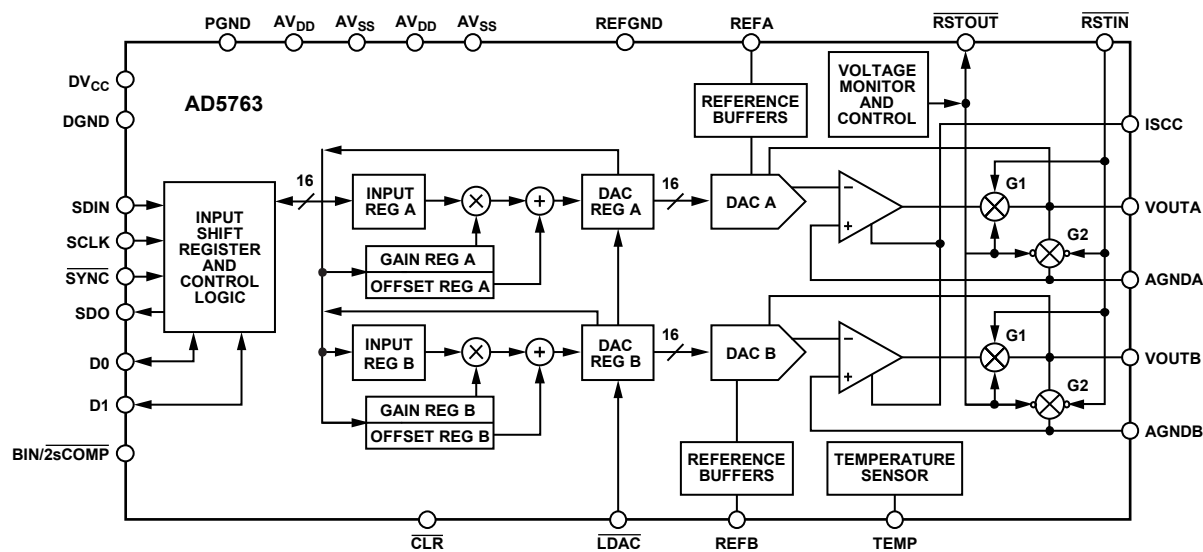 PGND AVDD AVSS AVDD AVSS REFGND REFA RSTOUT RSTIN
DVCC
DGND
AD5763
REFERENCE
BUFFERS
VOLTAGE
MONITOR
AND
CONTROL
ISCC
SDIN
SCLK
SYNC
SDO
D0
D1
BIN/2sCOMP
INPUT
SHIFT
REGISTER
AND
CONTROL
LOGIC
16
INPUT
REG A
×
+
DAC
REG A
16
DAC A
−
+
G1
G2
VOUTA
AGNDA
GAIN REG A
OFFSET REG A
INPUT
REG B
×
+
DAC
REG B
16
DAC B
−
+
G1
G2
VOUTB
AGNDB
GAIN REG B
OFFSET REG B
REFERENCE
BUFFERS
TEMPERATURE
SENSOR
CLR LDAC REFB TEMP